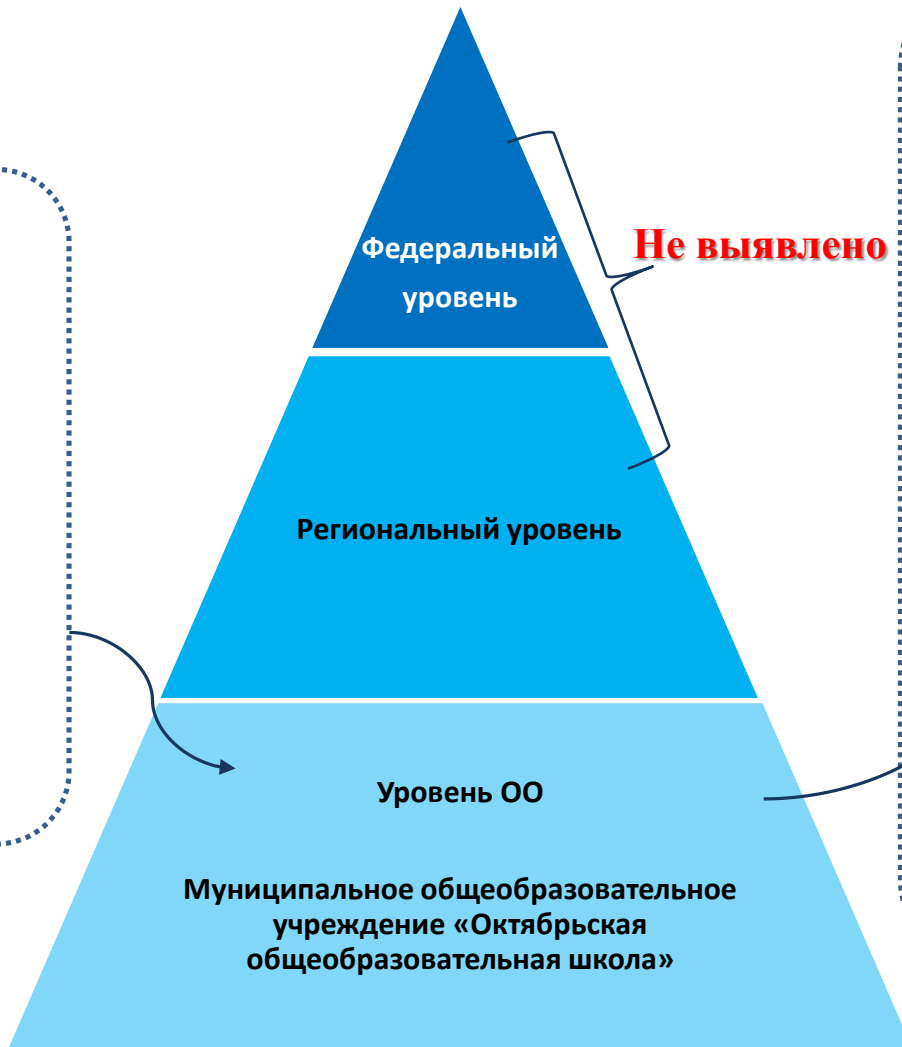 Федеральный
уровень
Не выявлено
Региональный уровень
Уровень ОО
Муниципальное общеобразовательное
учреждение «Октябрьская
общеобразовательная школа»